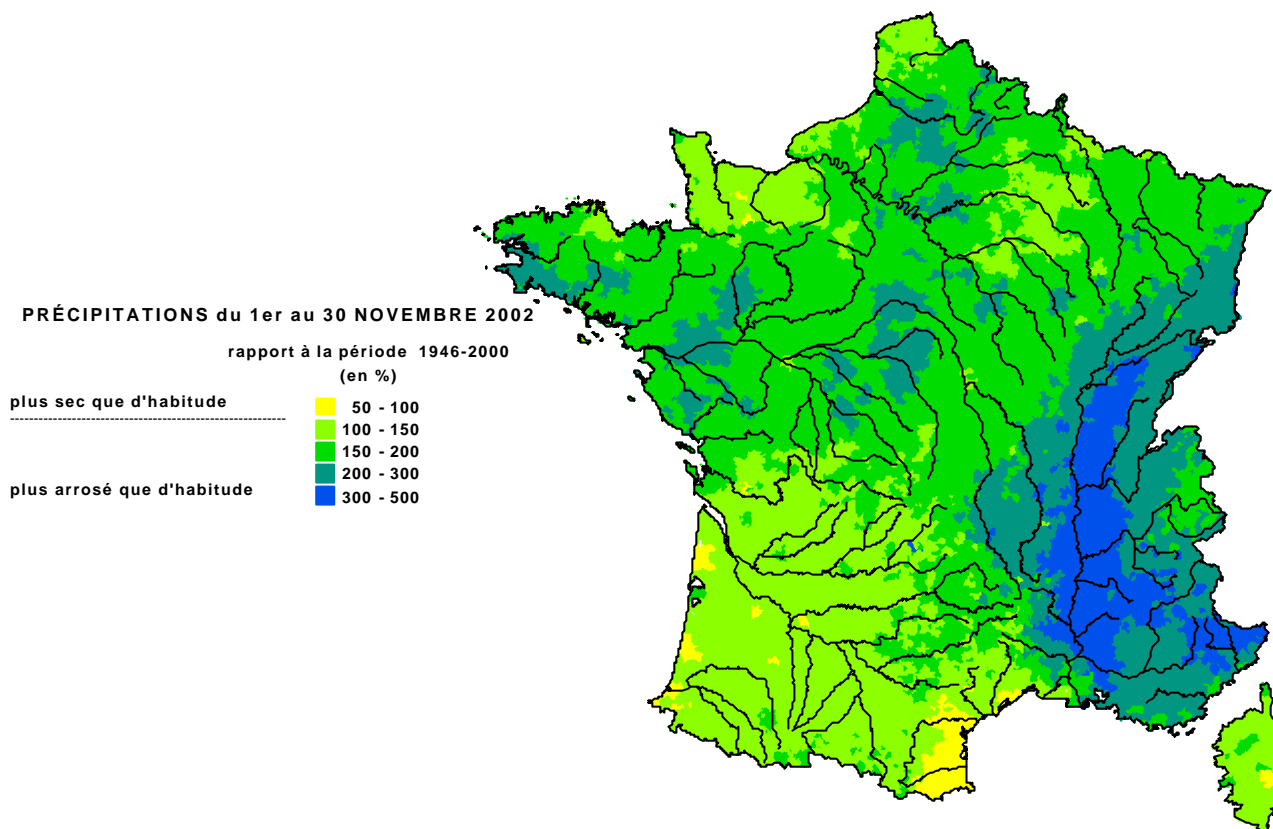 PRÉCIPITATIONS du 1er au 30 NOVEMBRE 2002
rapport à la période 1946-2000
(en %)
plus sec que d'habitude
50 - 100
100 - 150
150 - 200
200 - 300
plus arrosé que d'habitude
300 - 500